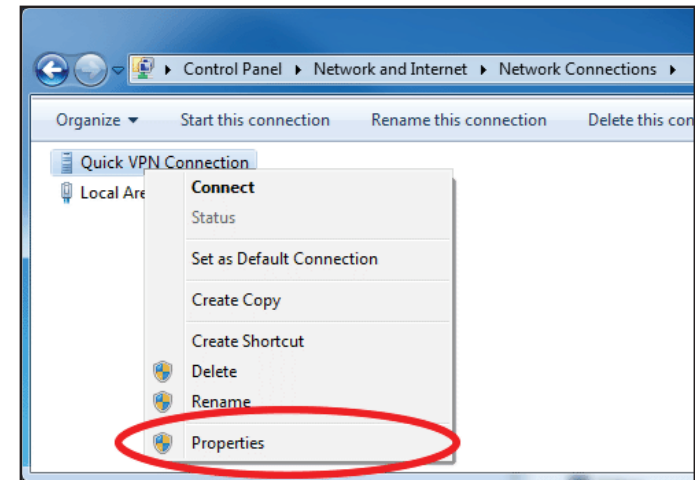 Control Panel Network and Internet Network Connections
Organize Start this connection Rename this connection Delete this con
Quick VPN Connection
Local Are
Connect
Status
Set as Default Connection
Create Copy
Create Shortcut
Delete
Rename
Properties